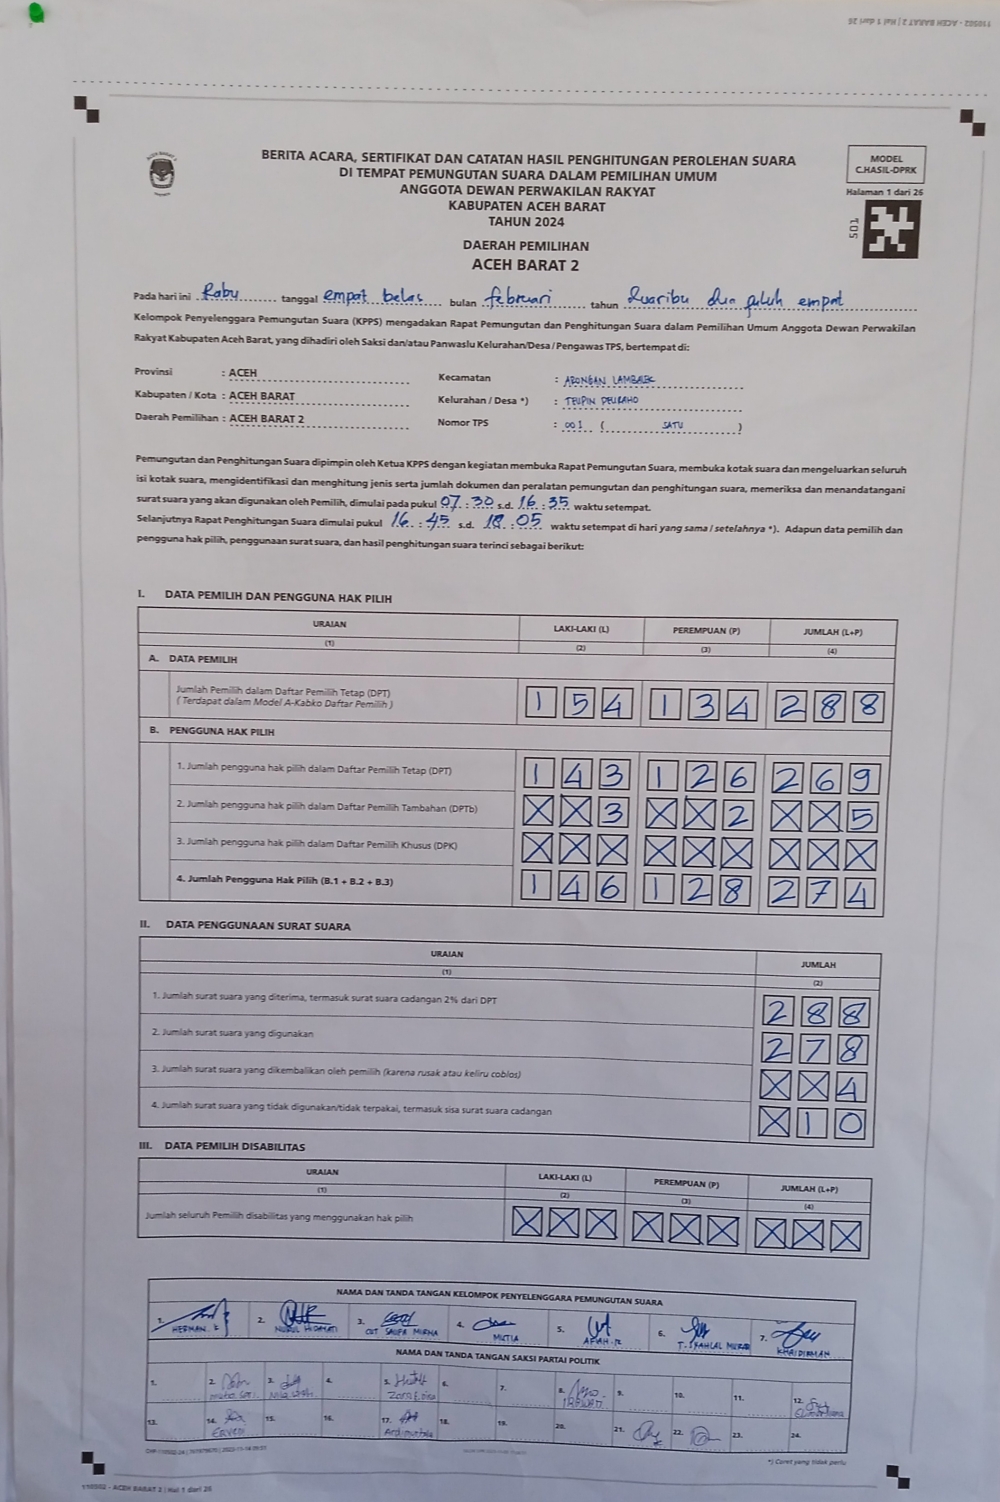 110502 - ACEH BARAT 2 | Hal 1 dari 26
BERITA ACARA, SERTIFIKAT DAN CATATAN HASIL PENGHITUNGAN PEROLEHAN SUARA
DI TEMPAT PEMUNGUTAN SUARA DALAM PEMILIHAN UMUM
ANGGOTA DEWAN PERWAKILAN RAKYAT
KABUPATEN ACEH BARAT
TAHUN 2024
MODEL
C.HASIL-DPRK
Halaman 1 dari 26
501
DAERAH PEMILIHAN
ACEH BARAT 2
Pada hari ini Rabu tanggal empat belas bulan februari tahun Duaribu dua puluh empat
Kelompok Penyelenggara Pemungutan Suara (KPPS) mengadakan Rapat Pemungutan dan Penghitungan Suara dalam Pemilihan Umum Anggota Dewan Perwakilan
Rakyat Kabupaten Aceh Barat, yang dihadiri oleh Saksi dan/atau Panwaslu Kelurahan/Desa / Pengawas TPS, bertempat di:
Provinsi : ACEH Kecamatan : ARONGAN LAMBALEK
Kabupaten / Kota : ACEH BARAT Kelurahan / Desa *) : TEUPIN PEURAHO
Daerah Pemilihan : ACEH BARAT 2 Nomor TPS : 001 ( SATU )
Pemungutan dan Penghitungan Suara dipimpin oleh Ketua KPPS dengan kegiatan membuka Rapat Pemungutan Suara, membuka kotak suara dan mengeluarkan seluruh
isi kotak suara, mengidentifikasi dan menghitung jenis serta jumlah dokumen dan peralatan pemungutan dan penghitungan suara, memeriksa dan menandatangani
surat suara yang akan digunakan oleh Pemilih, dimulai pada pukul 07 : 30 s.d. 16 : 35 waktu setempat.
Selanjutnya Rapat Penghitungan Suara dimulai pukul 16 : 45 s.d. 18 : 05 waktu setempat di hari yang sama / setelahnya *). Adapun data pemilih dan
pengguna hak pilih, penggunaan surat suara, dan hasil penghitungan suara terinci sebagai berikut:
I. DATA PEMILIH DAN PENGGUNA HAK PILIH
URAIAN LAKI-LAKI (L) PEREMPUAN (P) JUMLAH (L+P)
(1) (2) (3) (4)
A. DATA PEMILIH
Jumlah Pemilih dalam Daftar Pemilih Tetap (DPT) 154 134 288
( Terdapat dalam Model A-Kabko Daftar Pemilih )
B. PENGGUNA HAK PILIH
1. Jumlah pengguna hak pilih dalam Daftar Pemilih Tetap (DPT) 143 126 269
2. Jumlah pengguna hak pilih dalam Daftar Pemilih Tambahan (DPTb) XX3 XX2 XX5
3. Jumlah pengguna hak pilih dalam Daftar Pemilih Khusus (DPK) XXX XXX XXX
4. Jumlah Pengguna Hak Pilih (B.1 + B.2 + B.3) 146 128 274
II. DATA PENGGUNAAN SURAT SUARA
URAIAN JUMLAH
(1) (2)
1. Jumlah surat suara yang diterima, termasuk surat suara cadangan 2% dari DPT 288
2. Jumlah surat suara yang digunakan 278
3. Jumlah surat suara yang dikembalikan oleh pemilih (karena rusak atau keliru coblos) XX4
4. Jumlah surat suara yang tidak digunakan/tidak terpakai, termasuk sisa surat suara cadangan X10
III. DATA PEMILIH DISABILITAS
URAIAN LAKI-LAKI (L) PEREMPUAN (P) JUMLAH (L+P)
(1) (2) (3) (4)
Jumlah seluruh Pemilih disabilitas yang menggunakan hak pilih XXX XXX XXX
NAMA DAN TANDA TANGAN KELOMPOK PENYELENGGARA PEMUNGUTAN SUARA
1. HERMAN. K 2. NURUL HIDAYATI 3. CUT SAUFA MIRNA 4. MUTIA 5. 6. 7. KHAIDIRMAN
NAMA DAN TANDA TANGAN SAKSI PARTAI POLITIK
1. 2. 3. 4. 5. 6. 7. 8. 9. 10. 11. 12.
13. 14. 15. 16. 17. 18. 19. 20. 21. 22. 23. 24.
*) Coret yang tidak perlu
110502 - ACEH BARAT 2 | Hal 1 dari 26